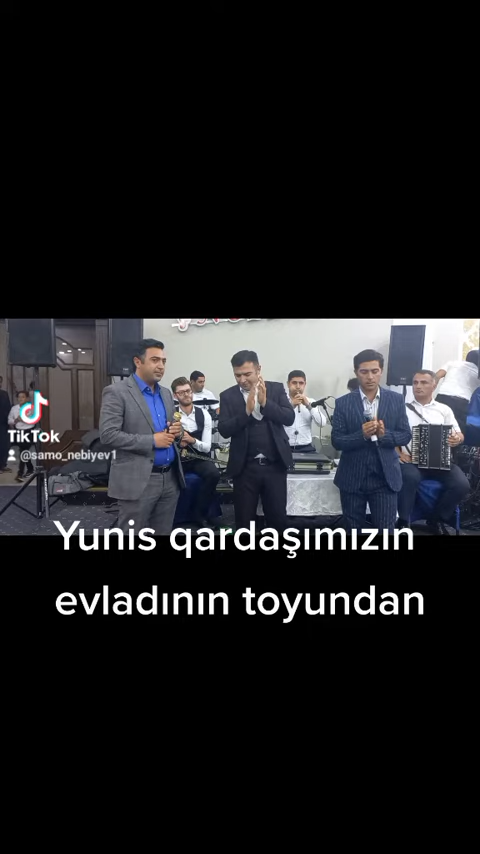 TikTok
@samo_nebiyev1
Yunis qardaşımızın
evladının toyundan